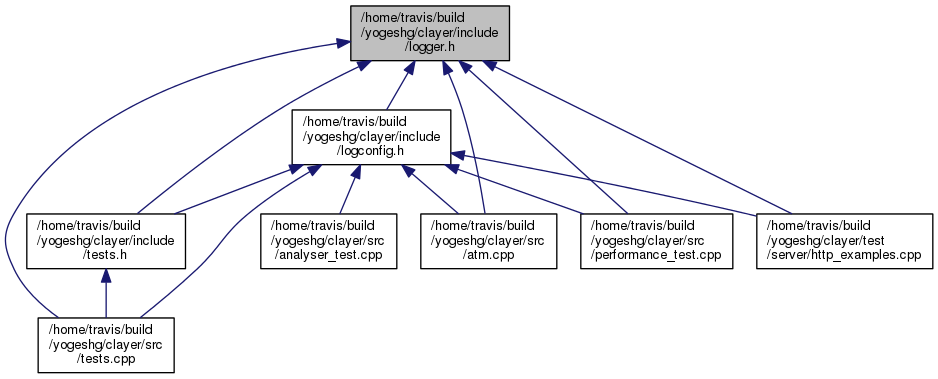 /home/travis/build
/yogeshg/clayer/include
/logger.h
/home/travis/build
/yogeshg/clayer/include
/logconfig.h
/home/travis/build
/yogeshg/clayer/include
/tests.h
/home/travis/build
/yogeshg/clayer/src
/analyser_test.cpp
/home/travis/build
/yogeshg/clayer/src
/atm.cpp
/home/travis/build
/yogeshg/clayer/src
/performance_test.cpp
/home/travis/build
/yogeshg/clayer/test
/server/http_examples.cpp
/home/travis/build
/yogeshg/clayer/src
/tests.cpp